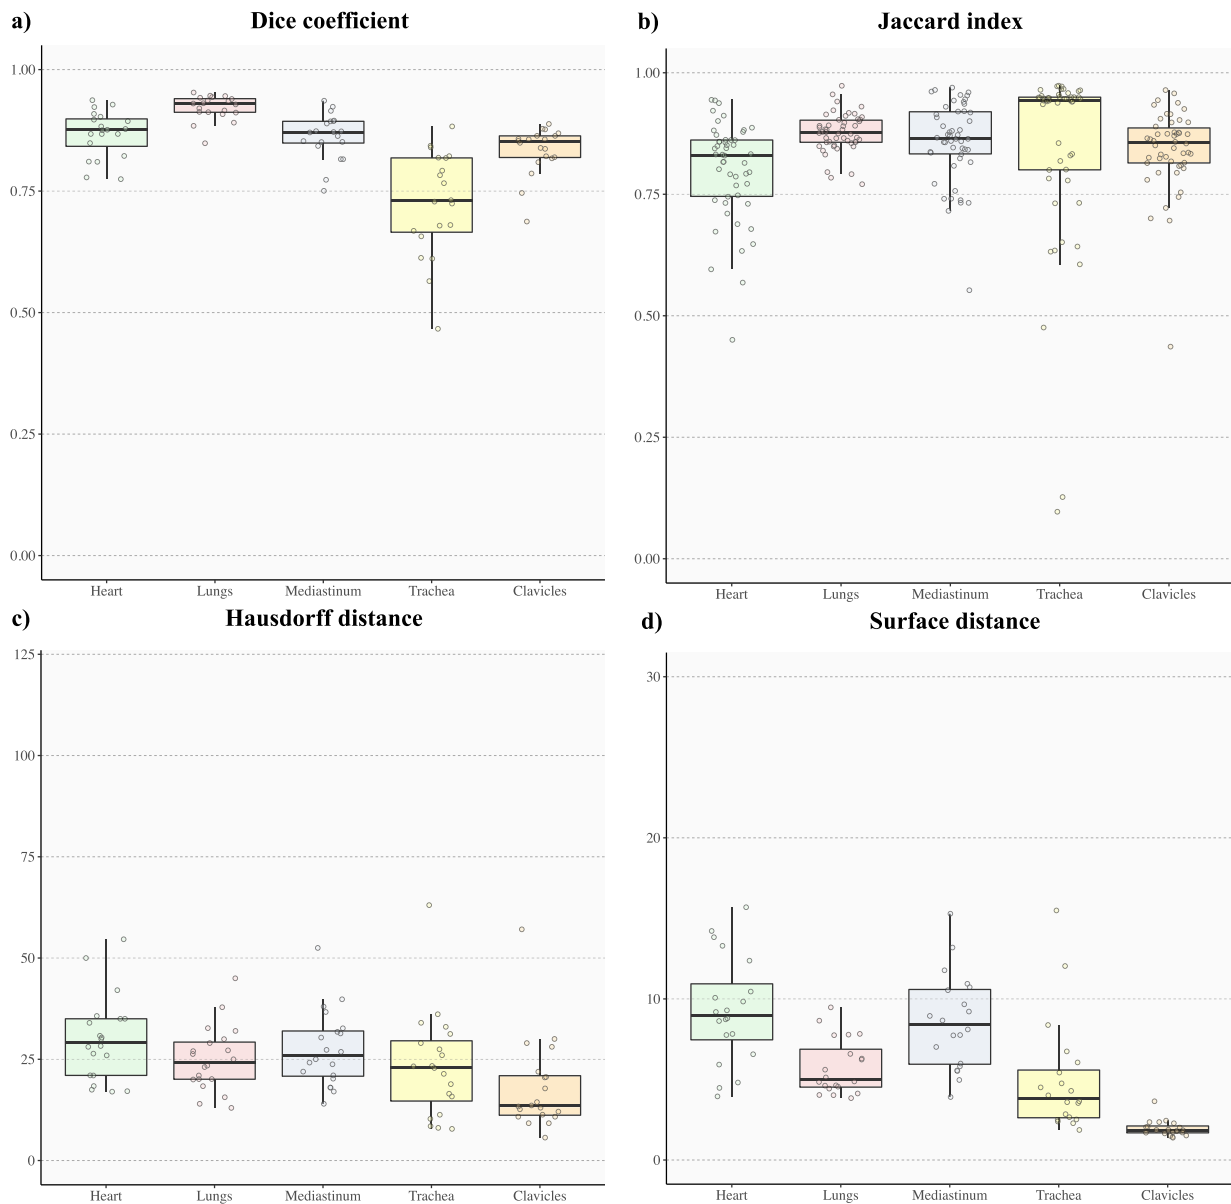 a) Dice coefficient
1.00
0.75
0.50
0.25
0.00
Heart Lungs Mediastinum Trachea Clavicles
b) Jaccard index
1.00
0.75
0.50
0.25
0.00
Heart Lungs Mediastinum Trachea Clavicles
c) Hausdorff distance
125
100
75
50
25
0
Heart Lungs Mediastinum Trachea Clavicles
d) Surface distance
30
20
10
0
Heart Lungs Mediastinum Trachea Clavicles